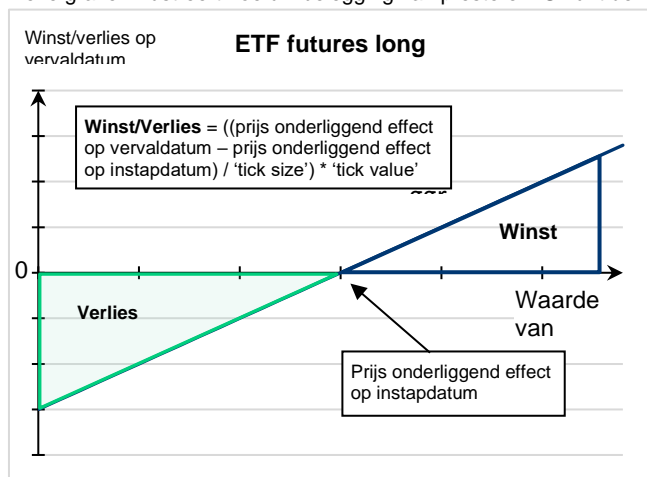 Winst/verlies op
vervaldatum
ETF futures long
Winst/Verlies = ((prijs onderliggend effect
op vervaldatum – prijs onderliggend effect
op instapdatum) / ‘tick size’) * ‘tick value’
Winst
0
Verlies
Waarde
van
Prijs onderliggend effect
op instapdatum